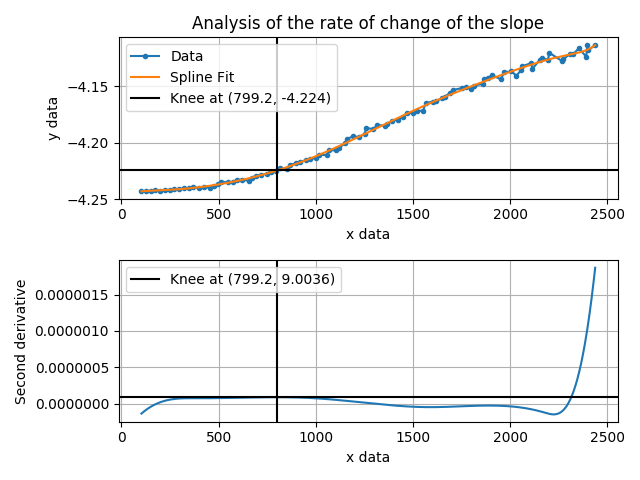 Analysis of the rate of change of the slope
Data
Spline Fit
Knee at (799.2, -4.224)
y data
−4.15
−4.20
−4.25
0 500 1000 1500 2000 2500
x data
Knee at (799.2, 9.0036)
Second derivative
0.0000015
0.0000010
0.0000005
0.0000000
0 500 1000 1500 2000 2500
x data